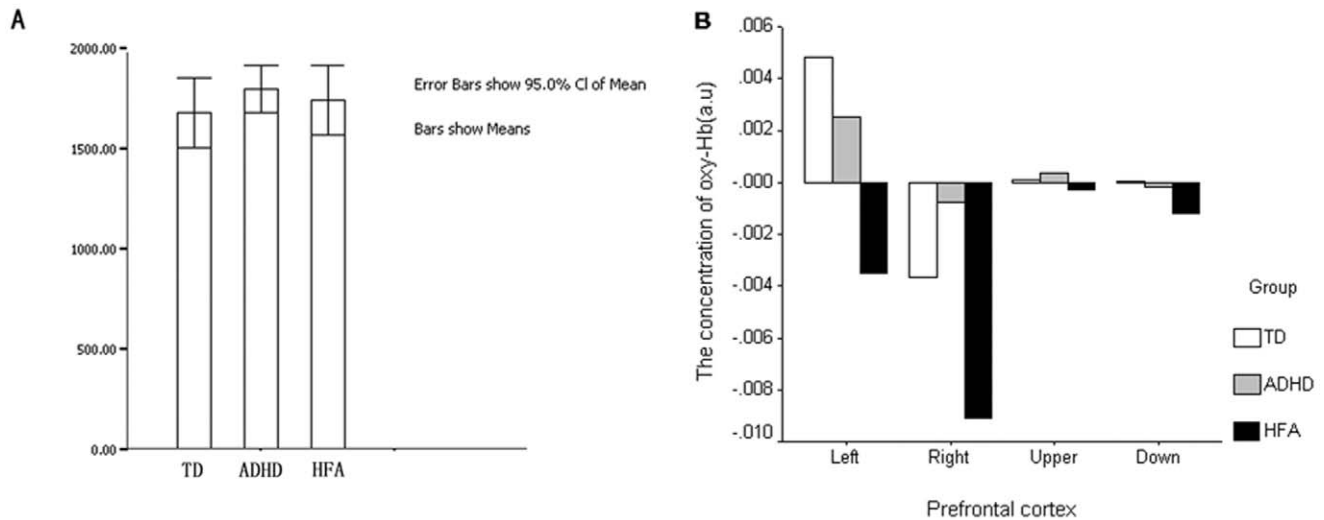 A
2000.00
1500.00
1000.00
500.00
0.00
TD ADHD HFA
Error Bars show 95.0% Cl of Mean
Bars show Means
B
The concentration of oxy-Hb(a.u)
.006
.004
.002
-.000
-.002
-.004
-.006
-.008
-.010
Left Right Upper Down
Prefrontal cortex
Group
TD
ADHD
HFA